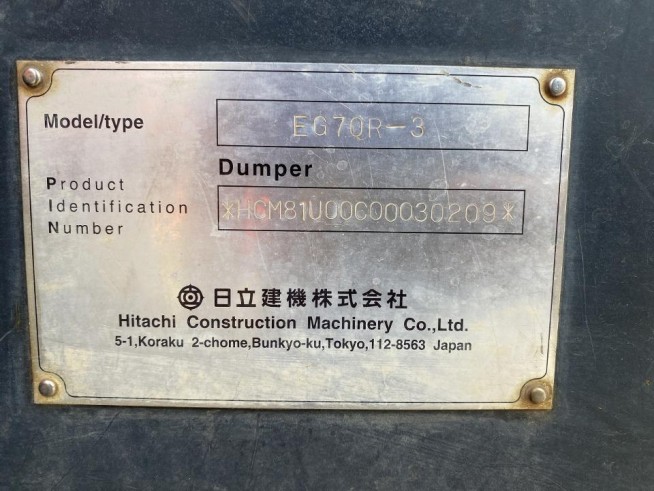 Model/type EG70R-3
Dumper
Product
Identification
Number
*HCM81U00C00030209*
日立建機株式会社
Hitachi Construction Machinery Co.,Ltd.
5-1,Koraku 2-chome,Bunkyo-ku,Tokyo,112-8563 Japan